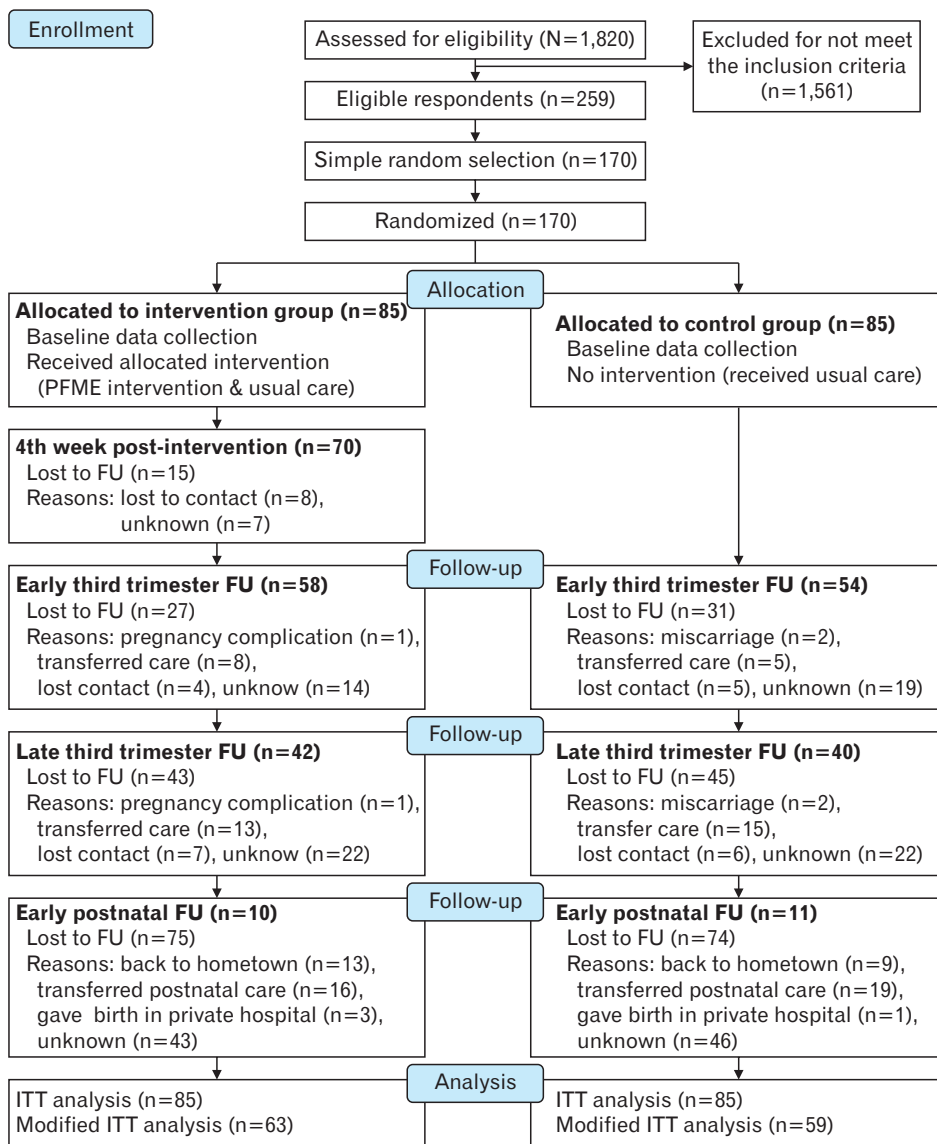 Enrollment
Assessed for eligibility (N=1,820)
Excluded for not meet
the inclusion criteria
(n=1,561)
Eligible respondents (n=259)
Simple random selection (n=170)
Randomized (n=170)
Allocation
Allocated to intervention group (n=85)
Baseline data collection
Received allocated intervention
(PFME intervention & usual care)
Allocated to control group (n=85)
Baseline data collection
No intervention (received usual care)
4th week post-intervention (n=70)
Lost to FU (n=15)
Reasons: lost to contact (n=8),
unknown (n=7)
Follow-up
Early third trimester FU (n=58)
Lost to FU (n=27)
Reasons: pregnancy complication (n=1),
transferred care (n=8),
lost contact (n=4), unknow (n=14)
Early third trimester FU (n=54)
Lost to FU (n=31)
Reasons: miscarriage (n=2),
transferred care (n=5),
lost contact (n=5), unknown (n=19)
Follow-up
Late third trimester FU (n=42)
Lost to FU (n=43)
Reasons: pregnancy complication (n=1),
transferred care (n=13),
lost contact (n=7), unknow (n=22)
Late third trimester FU (n=40)
Lost to FU (n=45)
Reasons: miscarriage (n=2),
transfer care (n=15),
lost contact (n=6), unknown (n=22)
Follow-up
Early postnatal FU (n=10)
Lost to FU (n=75)
Reasons: back to hometown (n=13),
transferred postnatal care (n=16),
gave birth in private hospital (n=3),
unknown (n=43)
Early postnatal FU (n=11)
Lost to FU (n=74)
Reasons: back to hometown (n=9),
transferred postnatal care (n=19),
gave birth in private hospital (n=1),
unknown (n=46)
Analysis
ITT analysis (n=85)
Modified ITT analysis (n=63)
ITT analysis (n=85)
Modified ITT analysis (n=59)